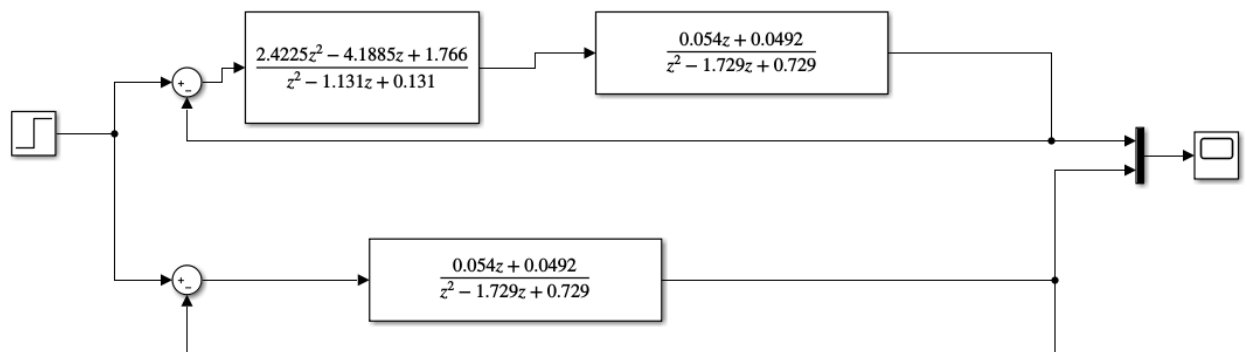 2.4225z² − 4.1885z + 1.766
z² − 1.131z + 0.131
0.054z + 0.0492
z² − 1.729z + 0.729
+
−
0.054z + 0.0492
z² − 1.729z + 0.729
+
−